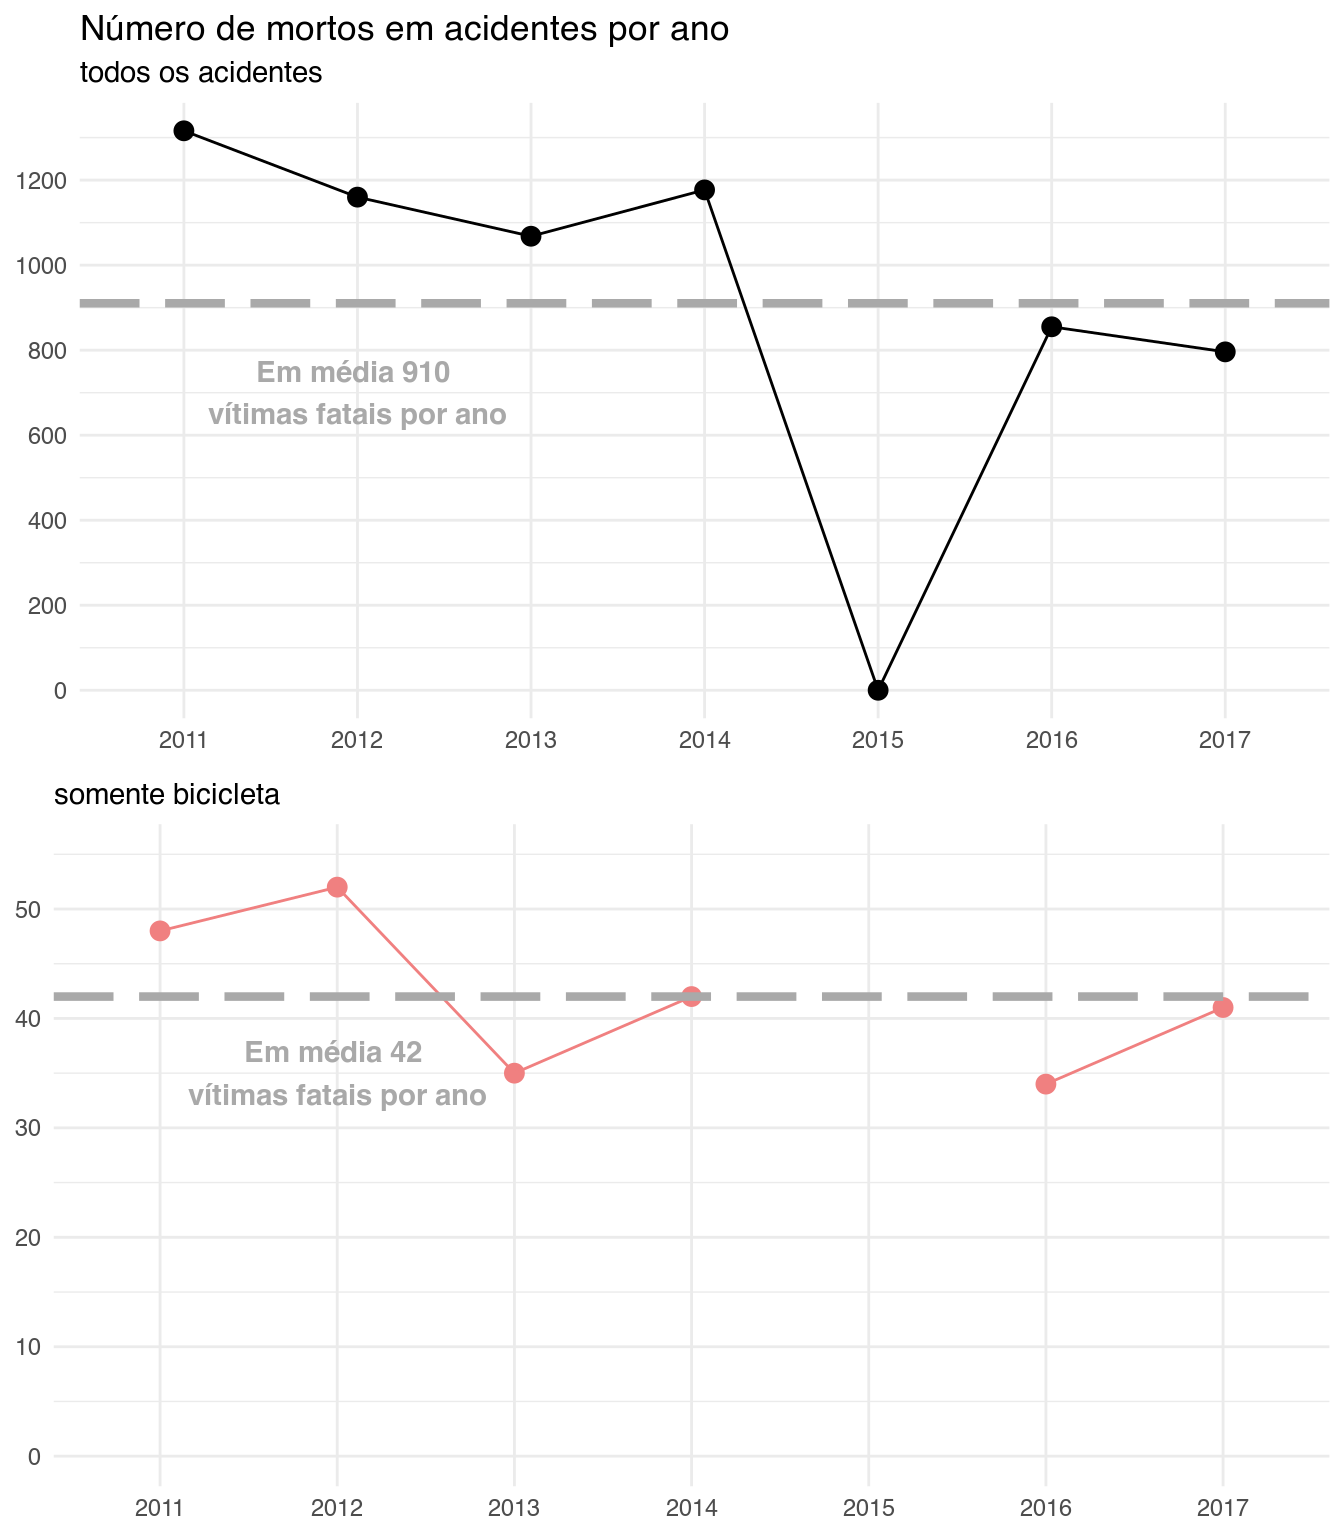 Número de mortos em acidentes por ano
todos os acidentes
1200
1000
800
600
400
200
0
Em média 910
vítimas fatais por ano
2011 2012 2013 2014 2015 2016 2017
somente bicicleta
50
40
30
20
10
0
Em média 42
vítimas fatais por ano
2011 2012 2013 2014 2015 2016 2017